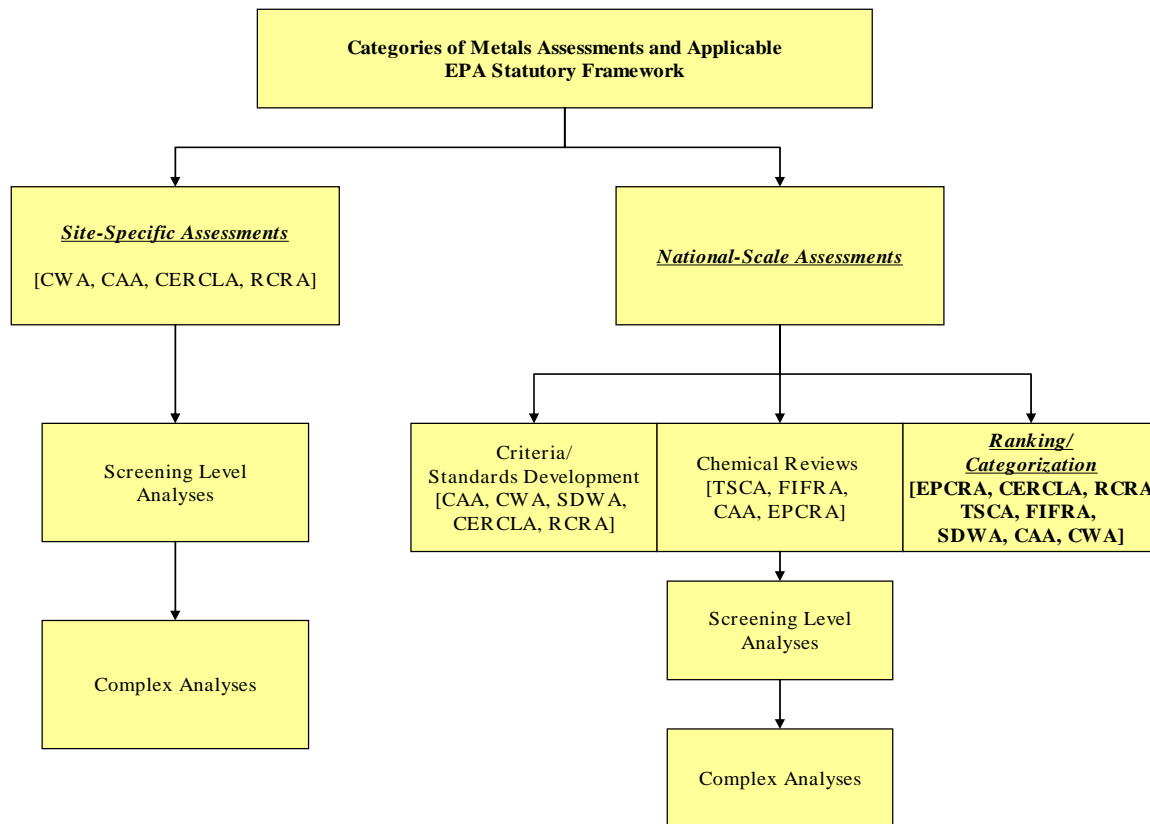 Categories of Metals Assessments and Applicable
EPA Statutory Framework
Site-Specific Assessments
[CWA, CAA, CERCLA, RCRA]
National-Scale Assessments
Screening Level
Analyses
Complex Analyses
Criteria/
Standards Development
[CAA, CWA, SDWA,
CERCLA, RCRA]
Chemical Reviews
[TSCA, FIFRA,
CAA, EPCRA]
Ranking/
Categorization
[EPCRA, CERCLA, RCRA
TSCA, FIFRA,
SDWA, CAA, CWA]
Screening Level
Analyses
Complex Analyses